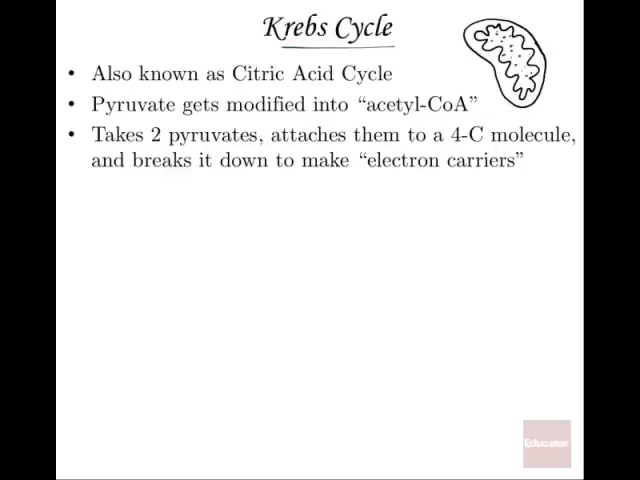 Krebs Cycle
• Also known as Citric Acid Cycle
• Pyruvate gets modified into “acetyl-CoA”
• Takes 2 pyruvates, attaches them to a 4-C molecule,
and breaks it down to make “electron carriers”
Educator